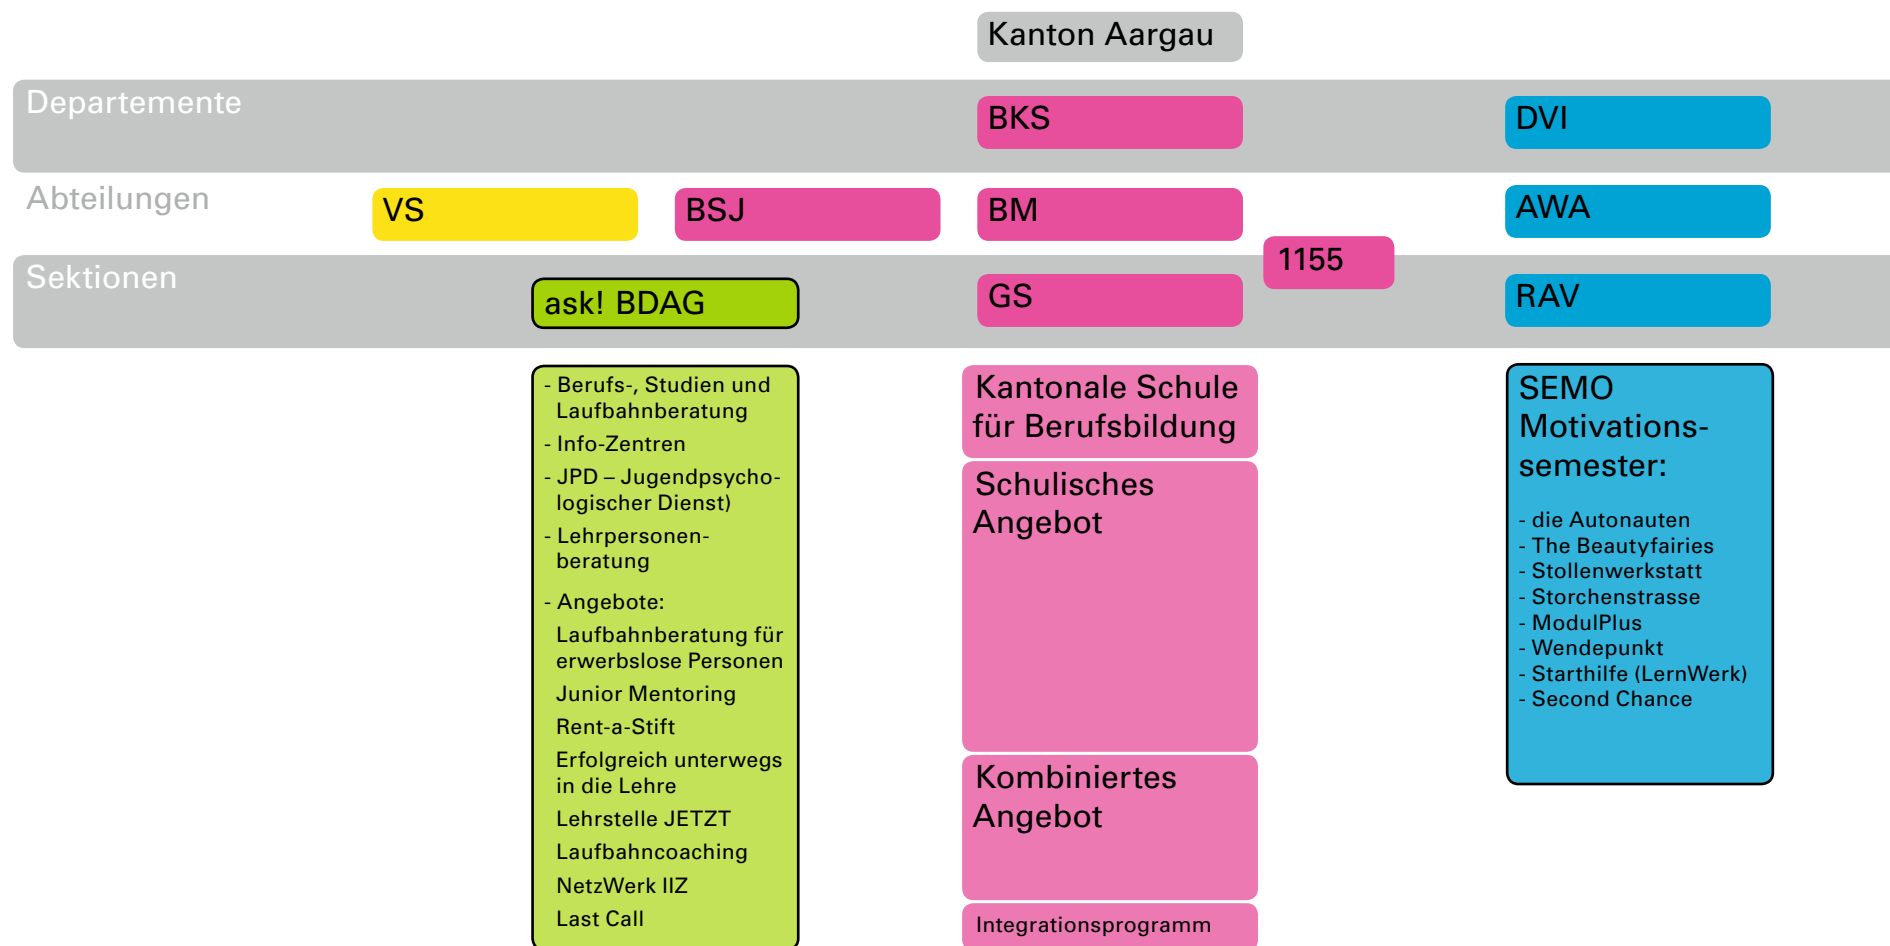 Kanton Aargau
Departemente
BKS
DVI
Abteilungen
VS
BSJ
BM
AWA
1155
Sektionen
ask! BDAG
GS
RAV
- Berufs-, Studien und
Laufbahnberatung
- Info-Zentren
- JPD – Jugendpsycho-
logischer Dienst)
- Lehrpersonen-
beratung
- Angebote:
Laufbahnberatung für
erwerbslose Personen
Junior Mentoring
Rent-a-Stift
Erfolgreich unterwegs
in die Lehre
Lehrstelle JETZT
Laufbahncoaching
NetzWerk IIZ
Last Call
Kantonale Schule
für Berufsbildung
Schulisches
Angebot
Kombiniertes
Angebot
Integrationsprogramm
SEMO
Motivations-
semester:
- die Autonauten
- The Beautyfairies
- Stollenwerkstatt
- Storchenstrasse
- ModulPlus
- Wendepunkt
- Starthilfe (LernWerk)
- Second Chance